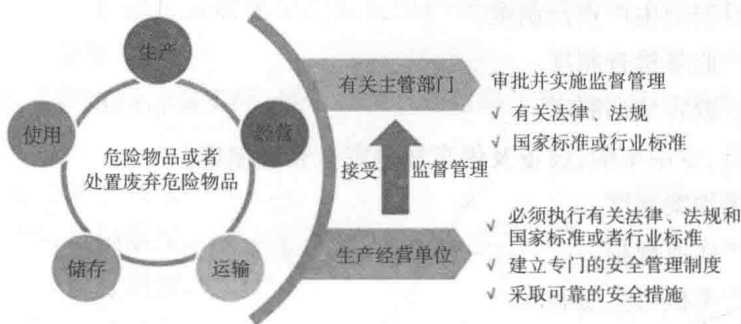 生产
使用
经营
危险物品或者
处置废弃危险物品
储存
运输
有关主管部门
审批并实施监督管理
√ 有关法律、法规
√ 国家标准或行业标准
接受 监督管理
生产经营单位
√ 必须执行有关法律、法规和
国家标准或者行业标准
√ 建立专门的安全管理制度
√ 采取可靠的安全措施